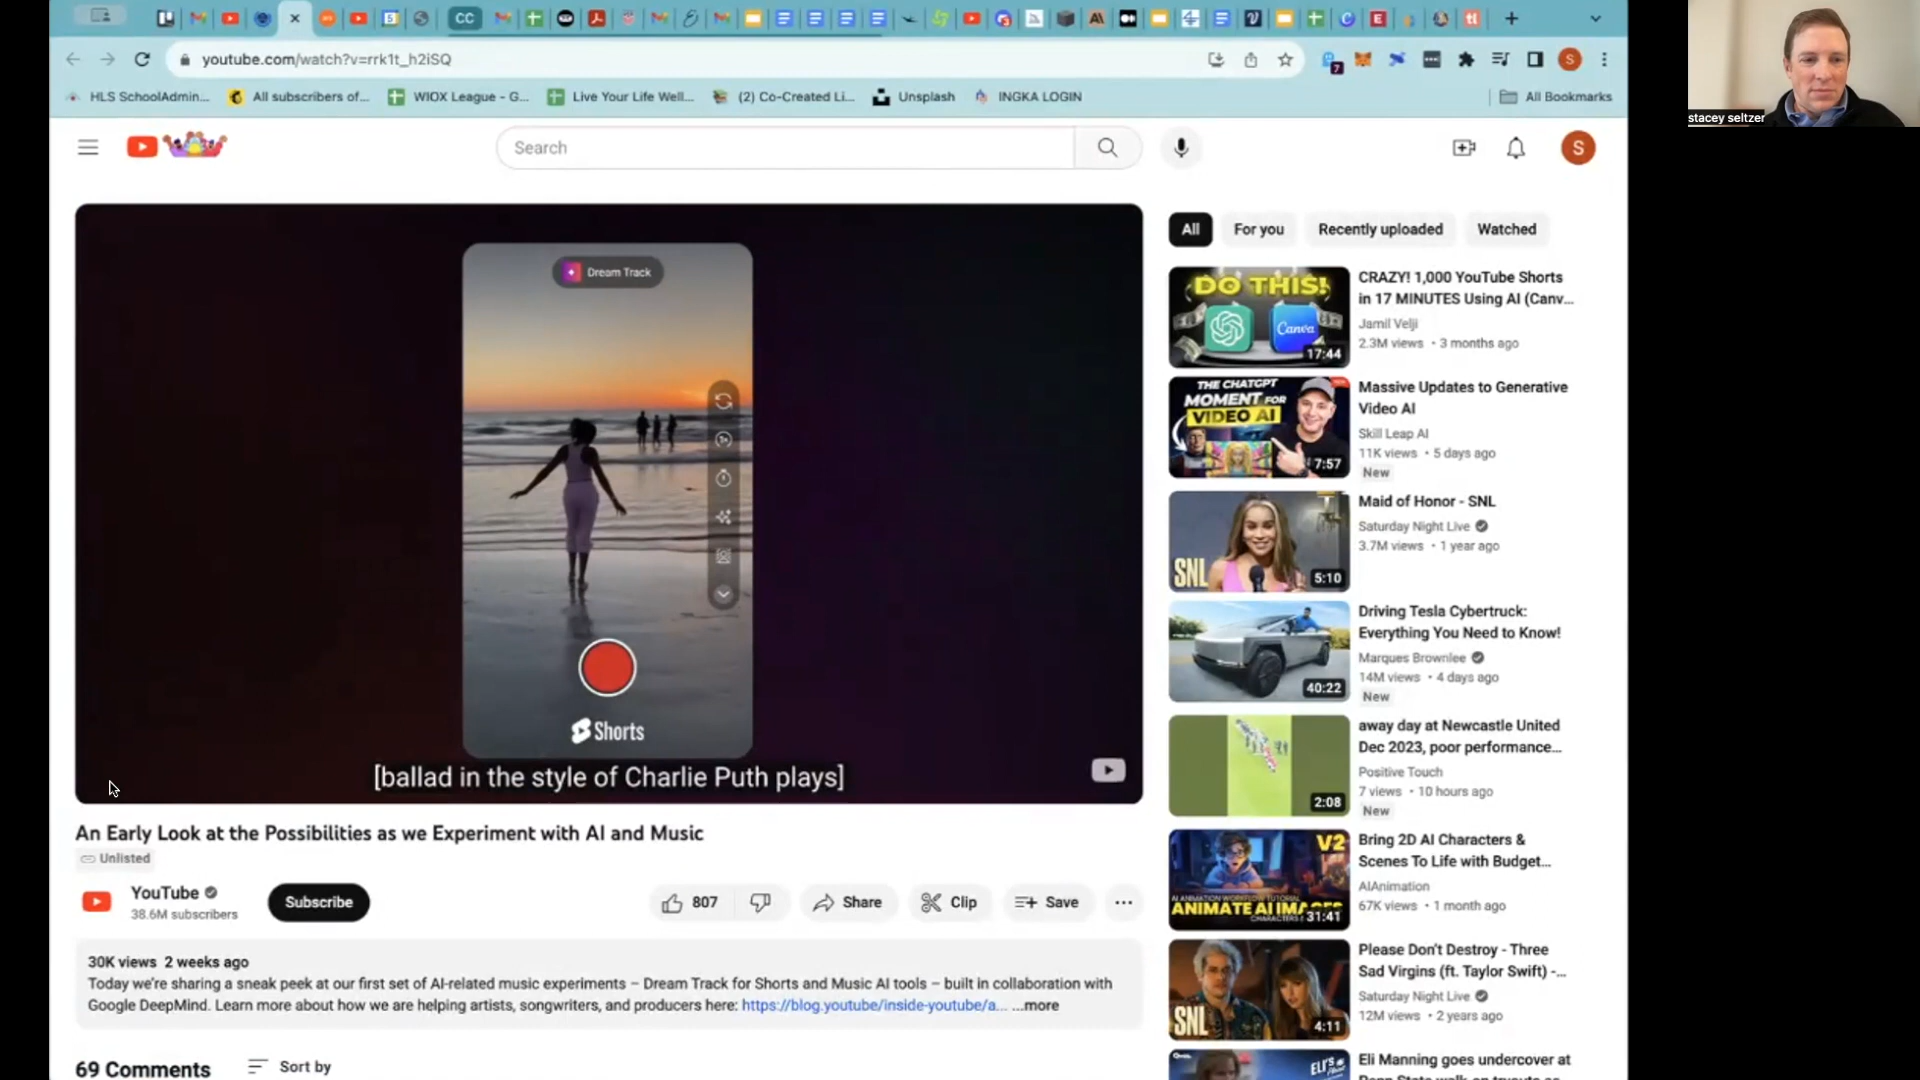 CC
youtube.com/watch?v=rrk1t_h2iSQ
7
S
HLS SchoolAdmin...
All subscribers of...
WIOX League - G...
Live Your Life Well...
(2) Co-Created Li...
Unsplash
INGKA LOGIN
All Bookmarks
stacey seltzer
Search
S
Dream Track
Shorts
[ballad in the style of Charlie Puth plays]
An Early Look at the Possibilities as we Experiment with AI and Music
Unlisted
YouTube
38.6M subscribers
Subscribe
807
Share
Clip
Save
30K views 2 weeks ago
Today we're sharing a sneak peek at our first set of AI-related music experiments – Dream Track for Shorts and Music AI tools – built in collaboration with
Google DeepMind. Learn more about how we are helping artists, songwriters, and producers here: https://blog.youtube/inside-youtube/a... ...more
69 Comments
Sort by
All
For you
Recently uploaded
Watched
DO THIS!
Canva
17:44
CRAZY! 1,000 YouTube Shorts
in 17 MINUTES Using AI (Canv...
Jamil Velji
2.3M views • 3 months ago
THE CHATGPT
MOMENT FOR
VIDEO AI
7:57
Massive Updates to Generative
Video AI
Skill Leap AI
11K views • 5 days ago
New
SNL
5:10
Maid of Honor - SNL
Saturday Night Live
3.7M views • 1 year ago
40:22
Driving Tesla Cybertruck:
Everything You Need to Know!
Marques Brownlee
14M views • 4 days ago
New
2:08
away day at Newcastle United
Dec 2023, poor performance...
Positive Touch
7 views • 10 hours ago
New
V2
AI ANIMATION WORKFLOW TUTORIAL
ANIMATE AI IMAGES
31:41
Bring 2D AI Characters &
Scenes To Life with Budget...
AIAnimation
67K views • 1 month ago
SNL
4:11
Please Don't Destroy - Three
Sad Virgins (ft. Taylor Swift) -...
Saturday Night Live
12M views • 2 years ago
ELI'S
Eli Manning goes undercover at